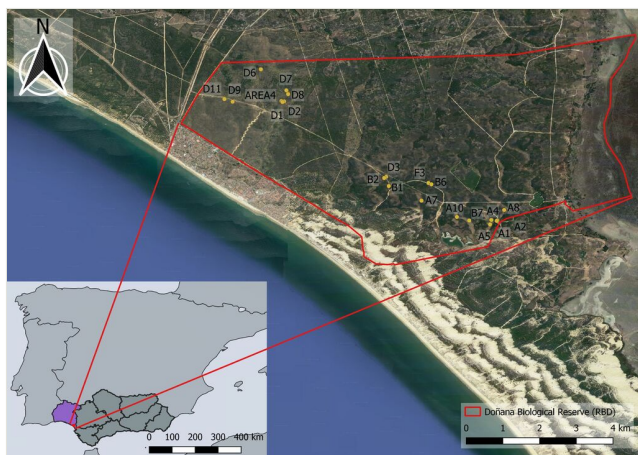 D6
D7
D11
D9
AREA4
D8
D1
D2
D3
F3
B2
B6
B1
A7
A10
B7
A4
A8
A5
A1
A2
0 100 200 300 400 km
Doñana Biological Reserve (RBD)
0 1 2 3 4 km